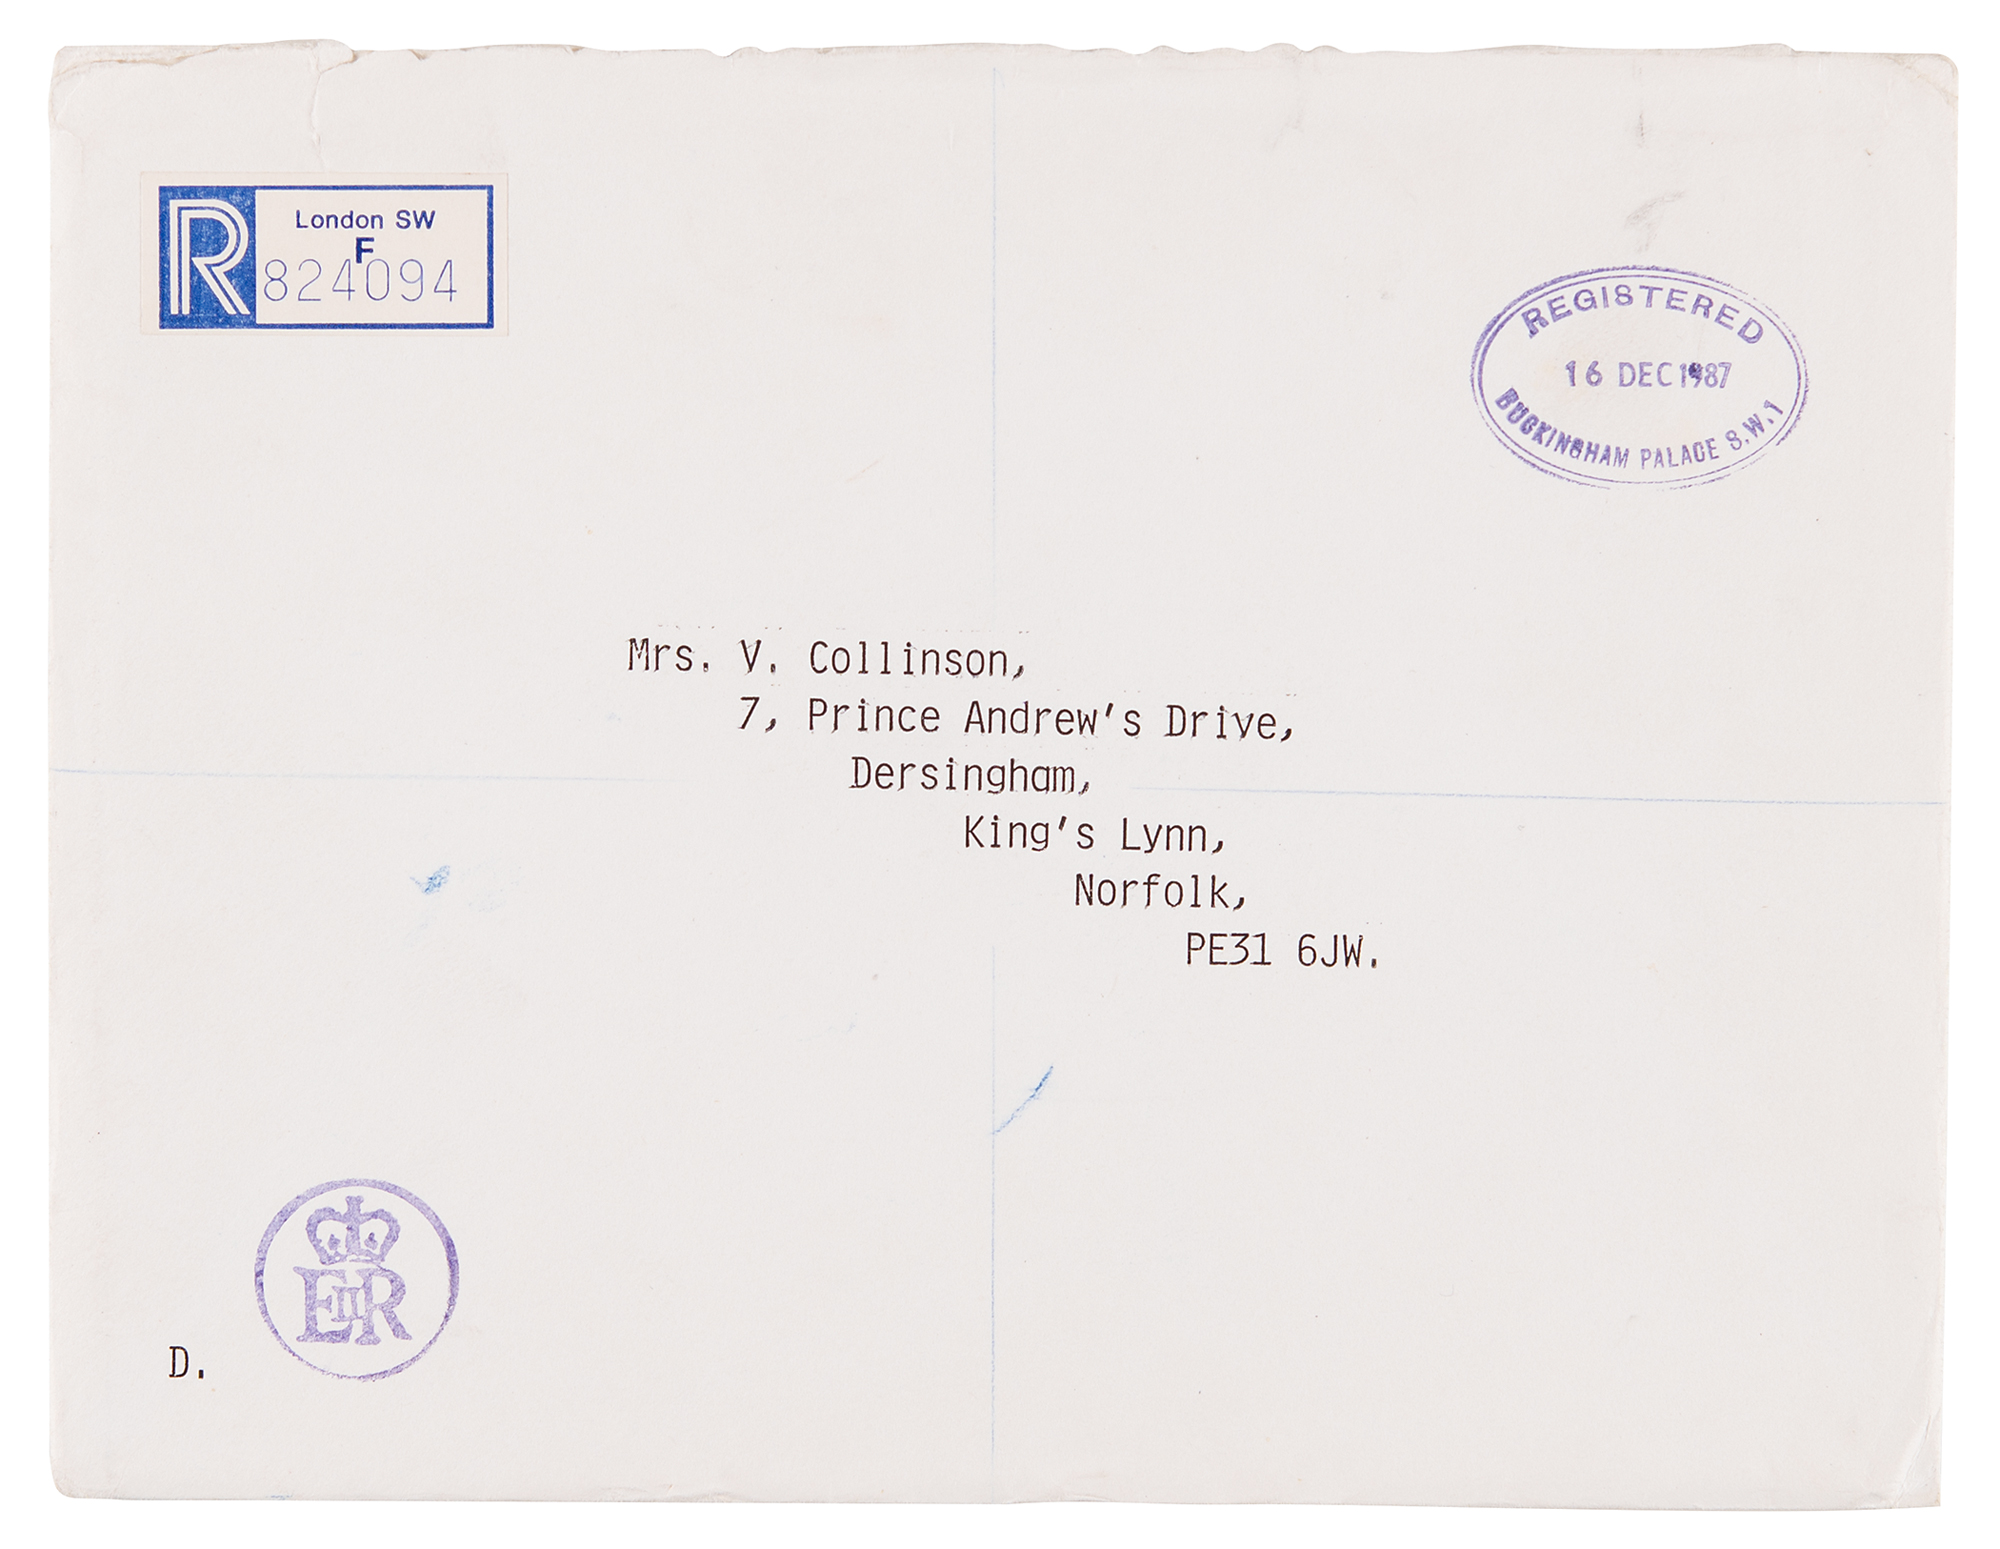 R
London SW
F
824094
REGISTERED
16 DEC 1987
BUCKINGHAM PALACE S.W.1
Mrs. V. Collinson,
7, Prince Andrew's Drive,
Dersingham,
King's Lynn,
Norfolk,
PE31 6JW.
EIIR
D.